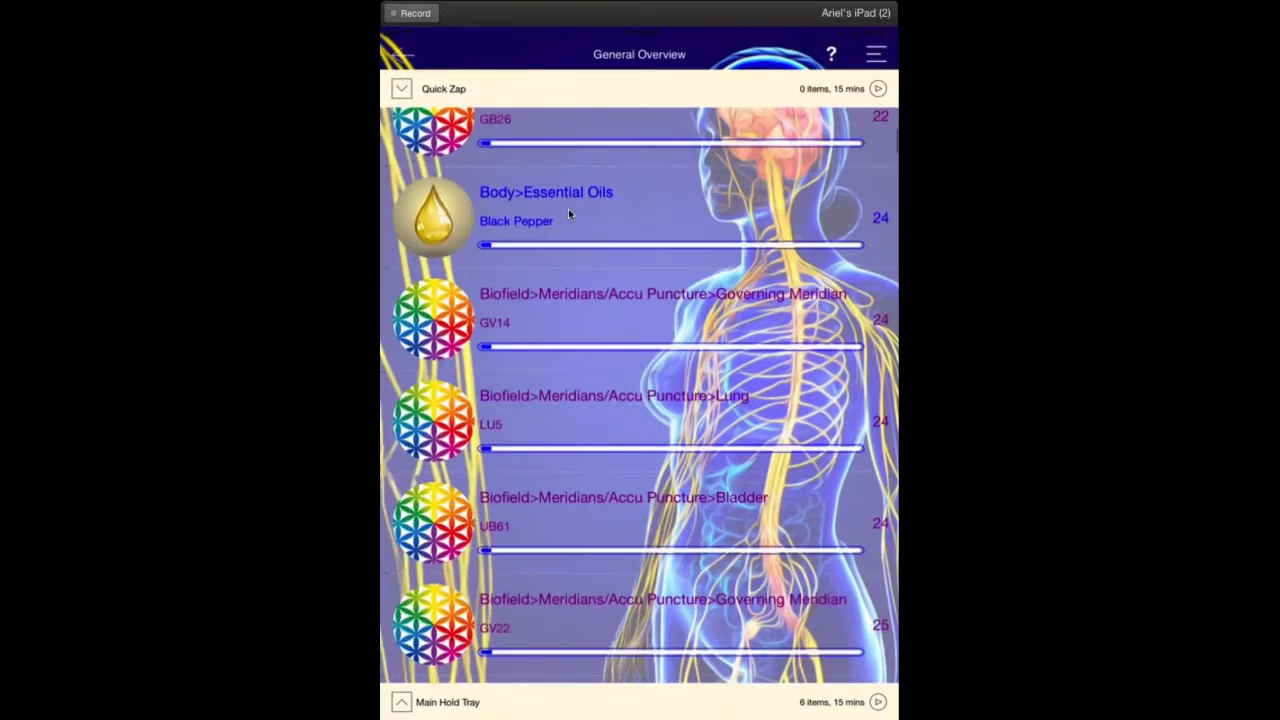 Record
Ariel's iPad (2)
General Overview
?
Quick Zap
0 items, 15 mins
GB26
22
Body>Essential Oils
Black Pepper
24
Biofield>Meridians/Accu Puncture>Governing Meridian
GV14
24
Biofield>Meridians/Accu Puncture>Lung
LU5
24
Biofield>Meridians/Accu Puncture>Bladder
UB61
24
Biofield>Meridians/Accu Puncture>Governing Meridian
GV22
25
Main Hold Tray
6 items, 15 mins